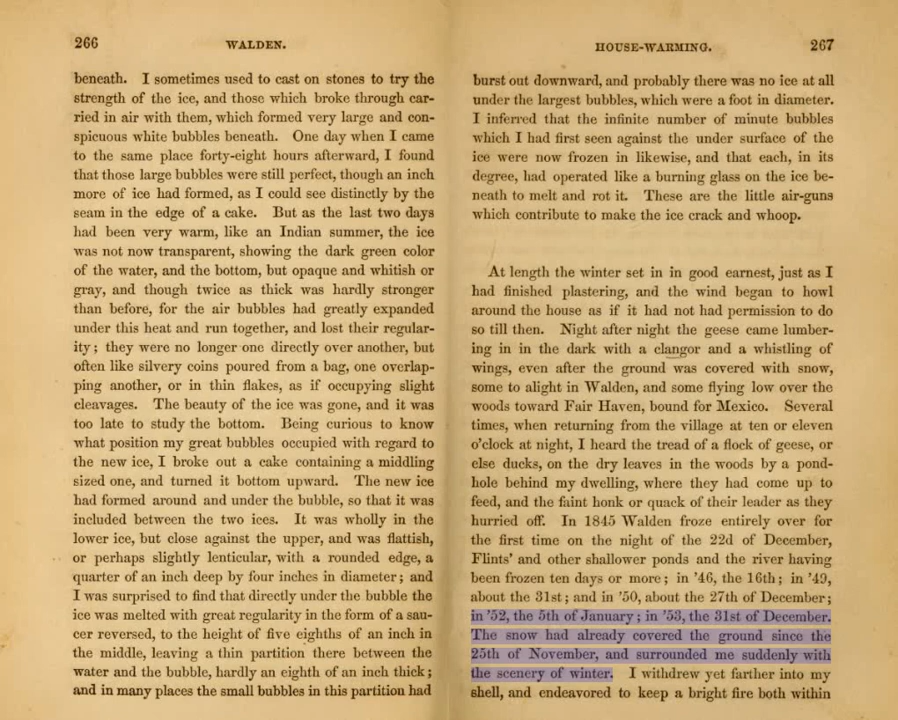 266
WALDEN.
beneath. I sometimes used to cast on stones to try the
strength of the ice, and those which broke through car-
ried in air with them, which formed very large and con-
spicuous white bubbles beneath. One day when I came
to the same place forty-eight hours afterward, I found
that those large bubbles were still perfect, though an inch
more of ice had formed, as I could see distinctly by the
seam in the edge of a cake. But as the last two days
had been very warm, like an Indian summer, the ice
was not now transparent, showing the dark green color
of the water, and the bottom, but opaque and whitish or
gray, and though twice as thick was hardly stronger
than before, for the air bubbles had greatly expanded
under this heat and run together, and lost their regular-
ity; they were no longer one directly over another, but
often like silvery coins poured from a bag, one overlap-
ping another, or in thin flakes, as if occupying slight
cleavages. The beauty of the ice was gone, and it was
too late to study the bottom. Being curious to know
what position my great bubbles occupied with regard to
the new ice, I broke out a cake containing a middling
sized one, and turned it bottom upward. The new ice
had formed around and under the bubble, so that it was
included between the two ices. It was wholly in the
lower ice, but close against the upper, and was flattish,
or perhaps slightly lenticular, with a rounded edge, a
quarter of an inch deep by four inches in diameter; and
I was surprised to find that directly under the bubble the
ice was melted with great regularity in the form of a sau-
cer reversed, to the height of five eighths of an inch in
the middle, leaving a thin partition there between the
water and the bubble, hardly an eighth of an inch thick;
and in many places the small bubbles in this partition had
HOUSE-WARMING.
267
burst out downward, and probably there was no ice at all
under the largest bubbles, which were a foot in diameter.
I inferred that the infinite number of minute bubbles
which I had first seen against the under surface of the
ice were now frozen in likewise, and that each, in its
degree, had operated like a burning glass on the ice be-
neath to melt and rot it. These are the little air-guns
which contribute to make the ice crack and whoop.
At length the winter set in in good earnest, just as I
had finished plastering, and the wind began to howl
around the house as if it had not had permission to do
so till then. Night after night the geese came lumber-
ing in in the dark with a clangor and a whistling of
wings, even after the ground was covered with snow,
some to alight in Walden, and some flying low over the
woods toward Fair Haven, bound for Mexico. Several
times, when returning from the village at ten or eleven
o'clock at night, I heard the tread of a flock of geese, or
else ducks, on the dry leaves in the woods by a pond-
hole behind my dwelling, where they had come up to
feed, and the faint honk or quack of their leader as they
hurried off. In 1845 Walden froze entirely over for
the first time on the night of the 22d of December,
Flints' and other shallower ponds and the river having
been frozen ten days or more; in '46, the 16th; in '49,
about the 31st; and in '50, about the 27th of December;
in '52, the 5th of January; in '53, the 31st of December.
The snow had already covered the ground since the
25th of November, and surrounded me suddenly with
the scenery of winter. I withdrew yet farther into my
shell, and endeavored to keep a bright fire both within